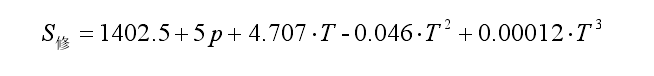 S修 = 1402.5 + 5p + 4.707·T - 0.046·T² + 0.00012·T³